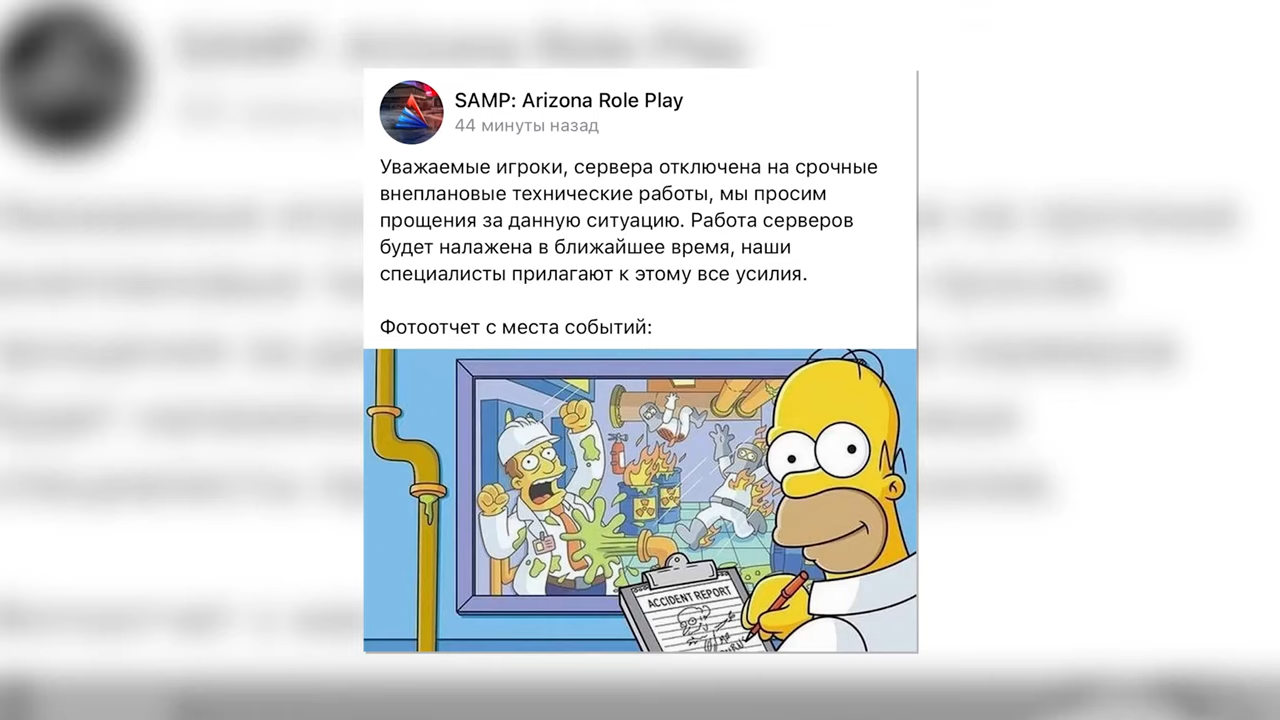 SAMP: Arizona Role Play
44 минуты назад
Уважаемые игроки, сервера отключена на срочные
внеплановые технические работы, мы просим
прощения за данную ситуацию. Работа серверов
будет налажена в ближайшее время, наши
специалисты прилагают к этому все усилия.
Фотоотчет с места событий:
ACCIDENT REPORT